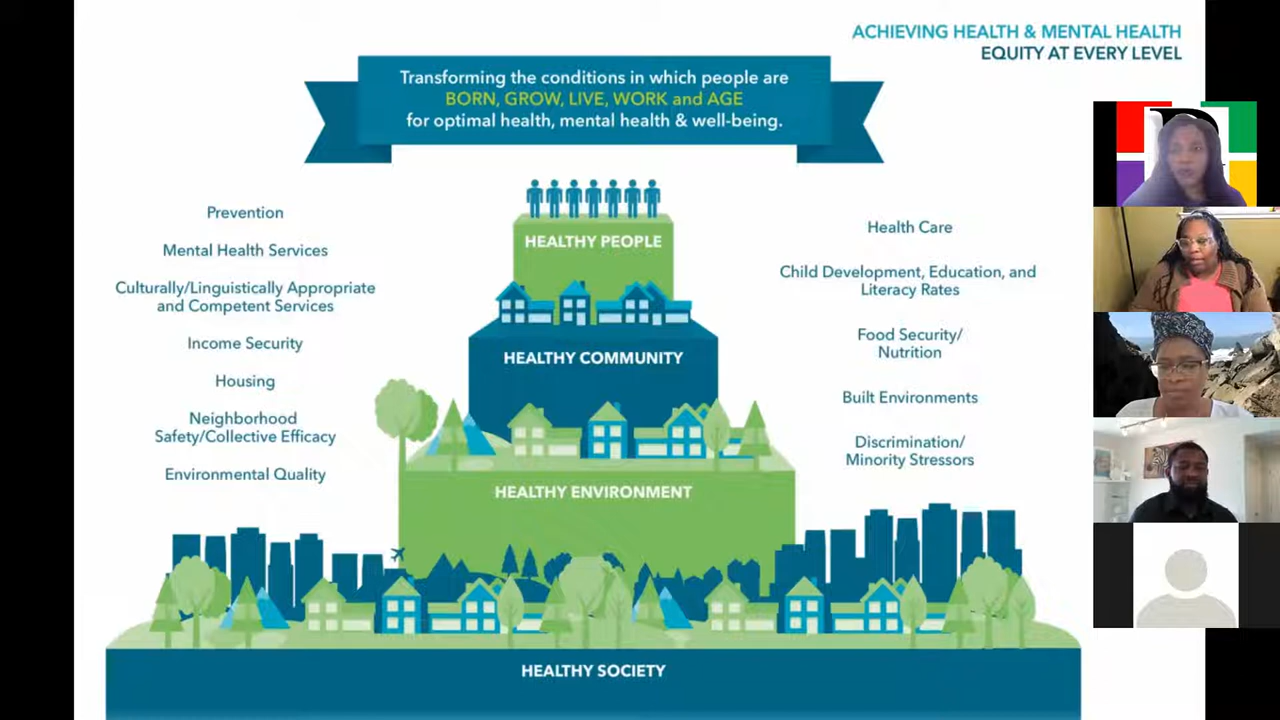 ACHIEVING HEALTH & MENTAL HEALTH
EQUITY AT EVERY LEVEL
Transforming the conditions in which people are
BORN, GROW, LIVE, WORK and AGE
for optimal health, mental health & well-being.
Prevention
Mental Health Services
Culturally/Linguistically Appropriate
and Competent Services
Income Security
Housing
Neighborhood
Safety/Collective Efficacy
Environmental Quality
HEALTHY PEOPLE
HEALTHY COMMUNITY
HEALTHY ENVIRONMENT
HEALTHY SOCIETY
Health Care
Child Development, Education, and
Literacy Rates
Food Security/
Nutrition
Built Environments
Discrimination/
Minority Stressors